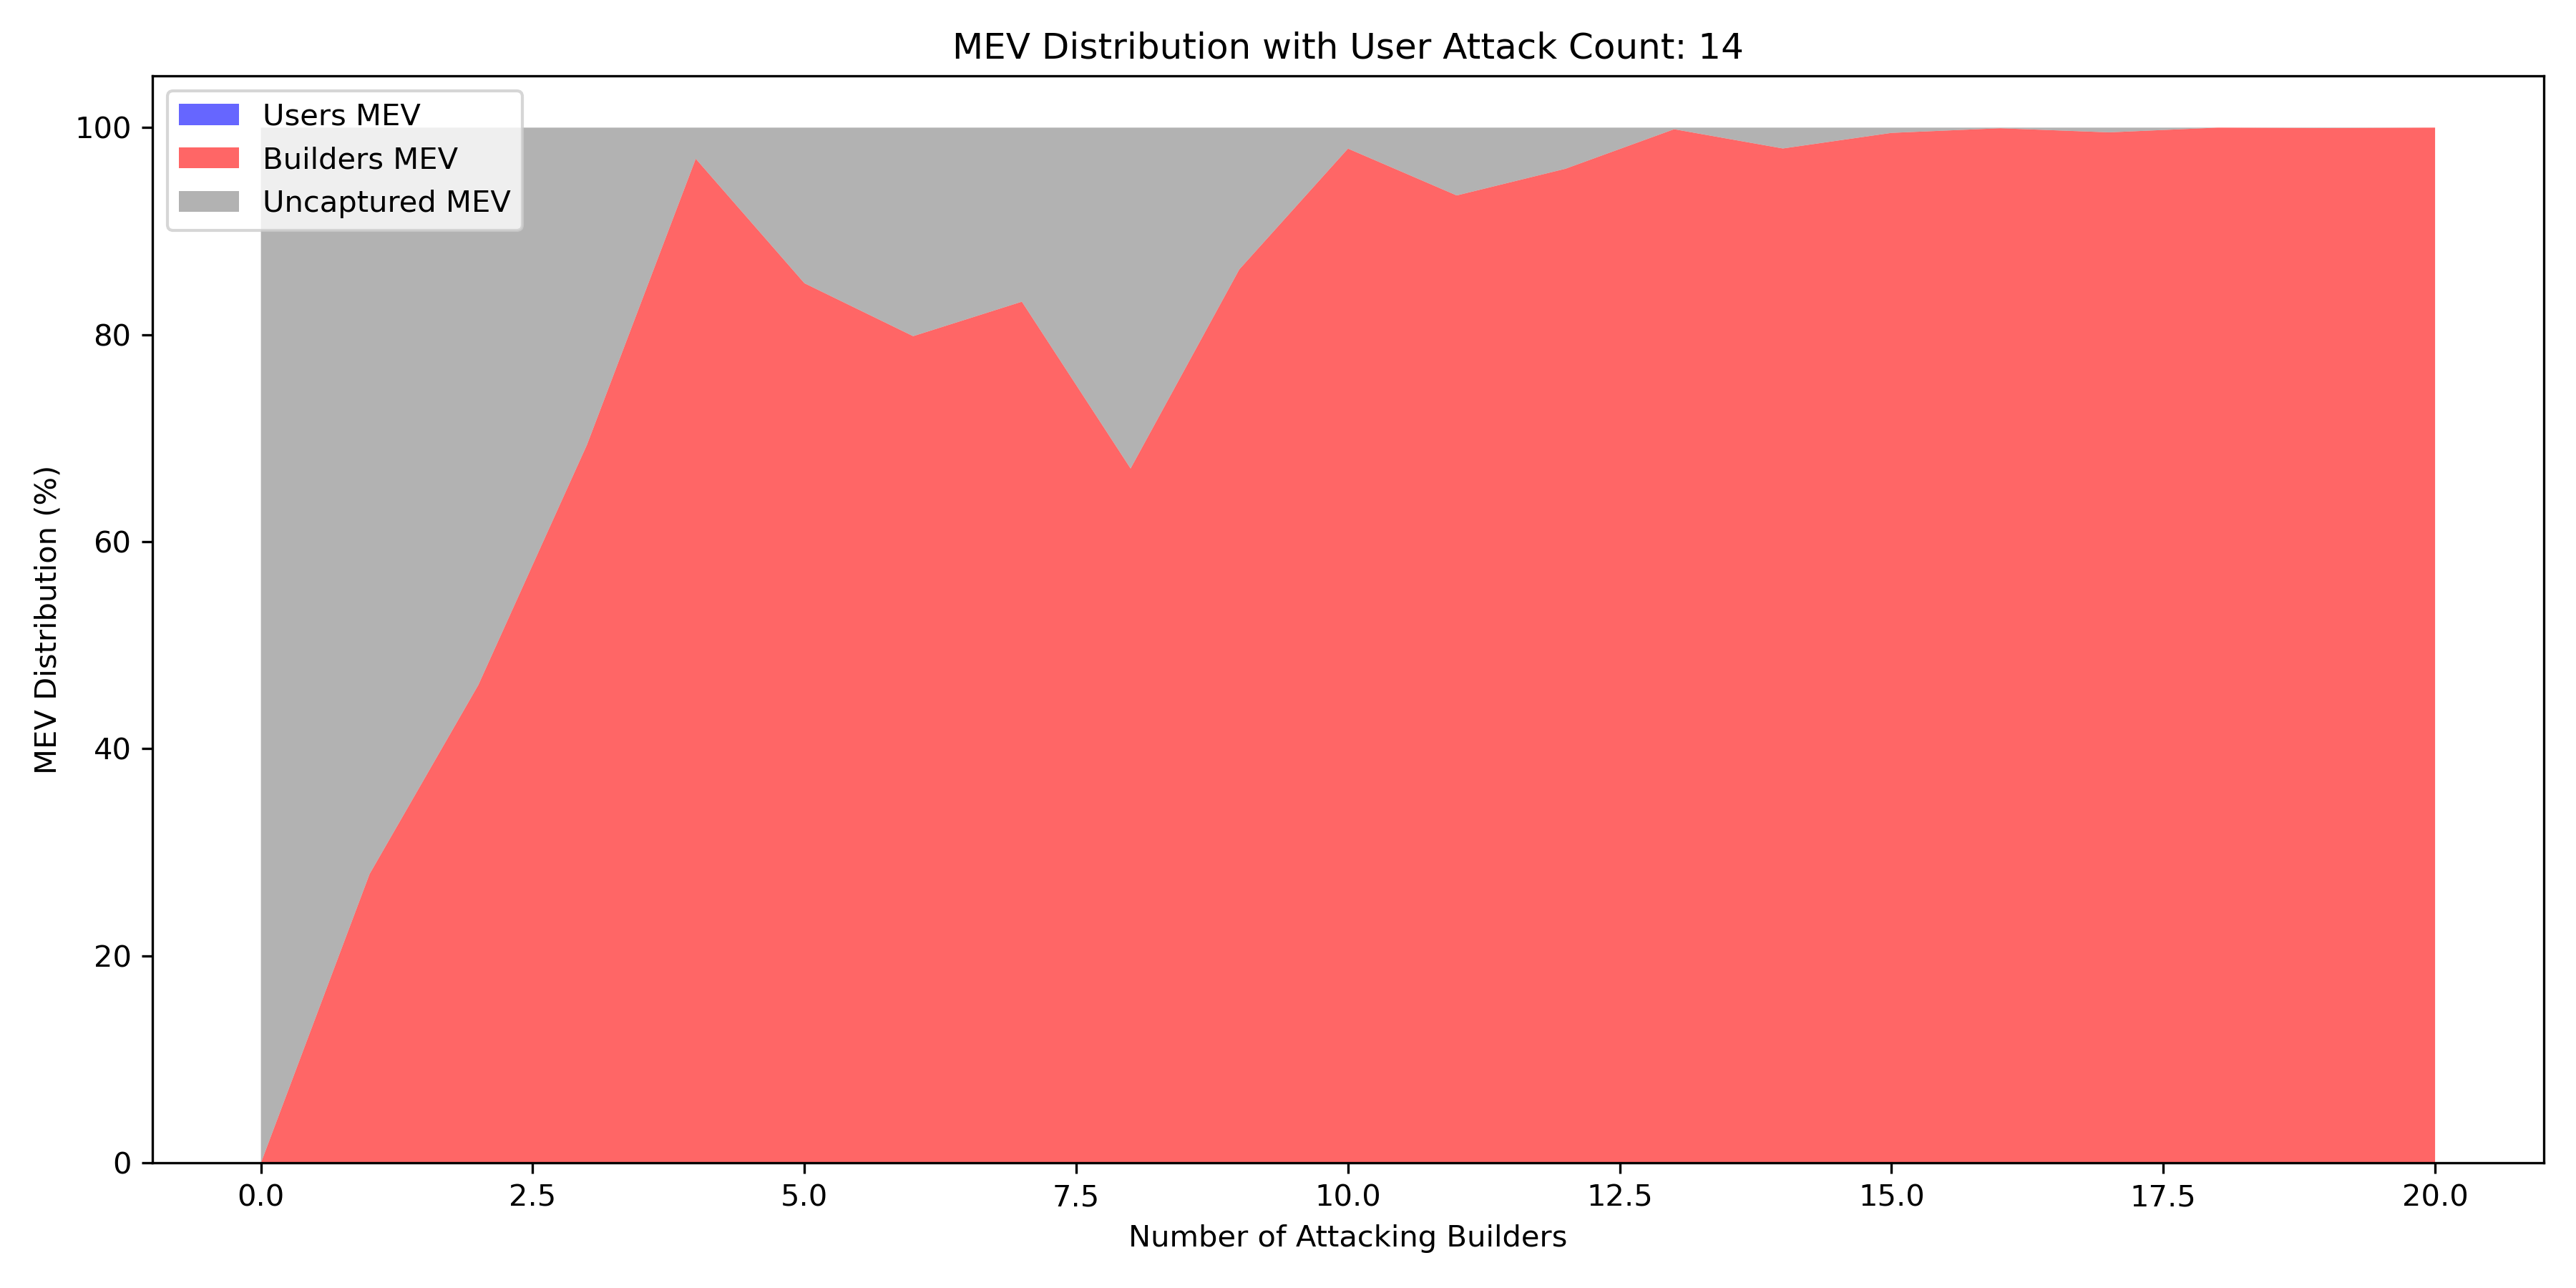 MEV Distribution with User Attack Count: 14
Users MEV
Builders MEV
Uncaptured MEV
MEV Distribution (%)
100
80
60
40
20
0
0.0 2.5 5.0 7.5 10.0 12.5 15.0 17.5 20.0
Number of Attacking Builders